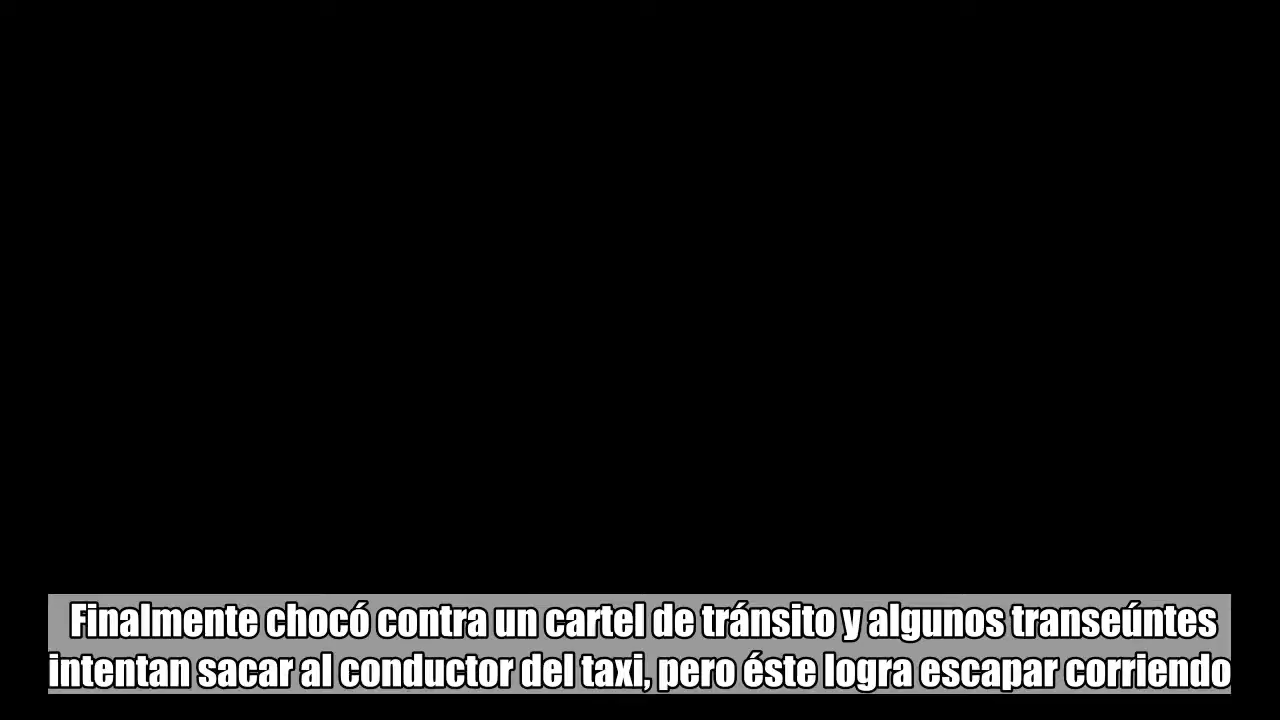 Finalmente chocó contra un cartel de tránsito y algunos transeúntes
intentan sacar al conductor del taxi, pero éste logra escapar corriendo